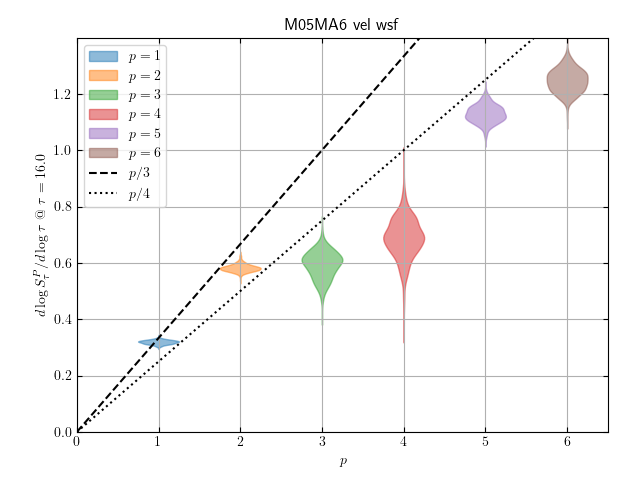 M05MA6 vel wsf
p = 1
p = 2
p = 3
p = 4
p = 5
p = 6
p/3
p/4
d log S_τ^P / d log τ @ τ = 16.0
1.2
1.0
0.8
0.6
0.4
0.2
0.0
0 1 2 3 4 5 6
p